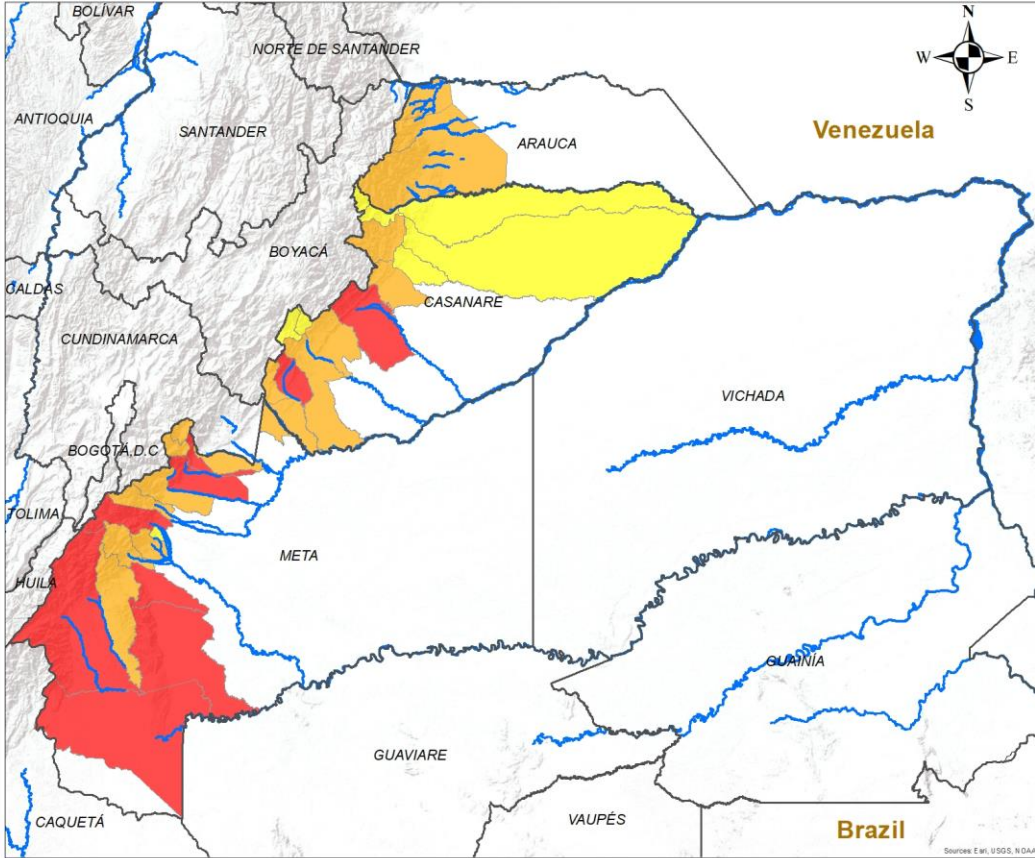 BOLÍVAR
NORTE DE SANTANDER
N
W E
S
ANTIOQUIA
SANTANDER
ARAUCA
Venezuela
BOYACÁ
CALDAS
CASANARE
CUNDINAMARCA
VICHADA
BOGOTÁ,D.C
TOLIMA
META
HUILA
GUAINÍA
GUAVIARE
CAQUETÁ
VAUPÉS
Brazil
Sources: Esri, USGS, NOAA